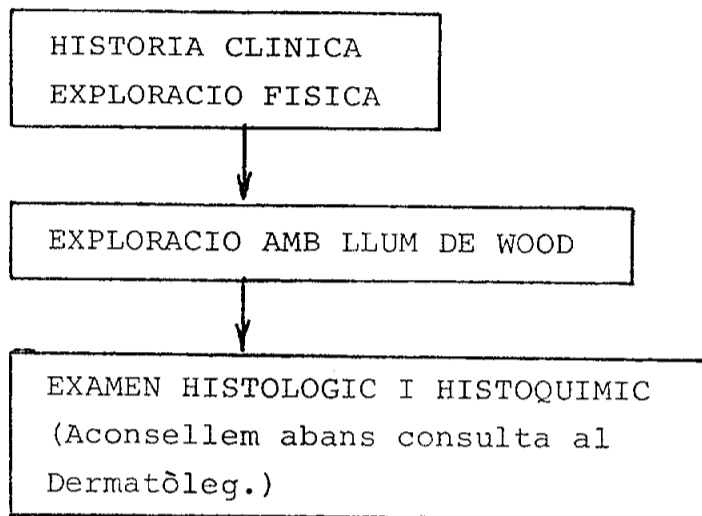 HISTORIA CLINICA
EXPLORACIO FISICA
EXPLORACIO AMB LLUM DE WOOD
EXAMEN HISTOLOGIC I HISTOQUIMIC
(Aconsellem abans consulta al
Dermatòleg.)